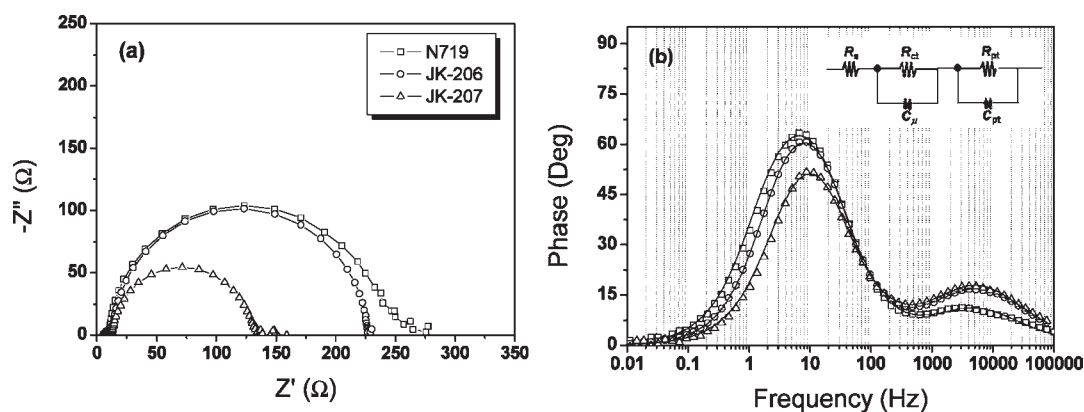 (a)
N719
JK-206
JK-207
250
200
150
100
50
0
-Z" (Ω)
0 50 100 150 200 250 300 350
Z' (Ω)
(b)
Rs Rct Rpt
Cμ Cpt
90
75
60
45
30
15
0
Phase (Deg)
0.01 0.1 1 10 100 1000 10000 100000
Frequency (Hz)